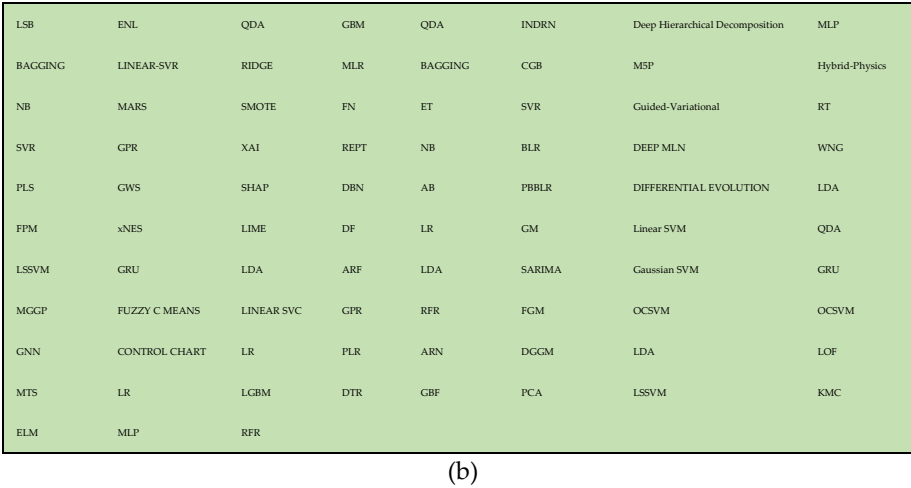 LSB ENL QDA GBM QDA INDRN Deep Hierarchical Decomposition MLP
BAGGING LINEAR-SVR RIDGE MLR BAGGING CGB M5P Hybrid-Physics
NB MARS SMOTE FN ET SVR Guided-Variational RT
SVR GPR XAI REPT NB BLR DEEP MLN WNG
PLS GWS SHAP DBN AB PBBLR DIFFERENTIAL EVOLUTION LDA
FPM xNES LIME DF LR GM Linear SVM QDA
LSSVM GRU LDA ARF LDA SARIMA Gaussian SVM GRU
MGGP FUZZY C MEANS LINEAR SVC GPR RFR FGM OCSVM OCSVM
GNN CONTROL CHART LR PLR ARN DGGM LDA LOF
MTS LR LGBM DTR GBF PCA LSSVM KMC
ELM MLP RFR
(b)